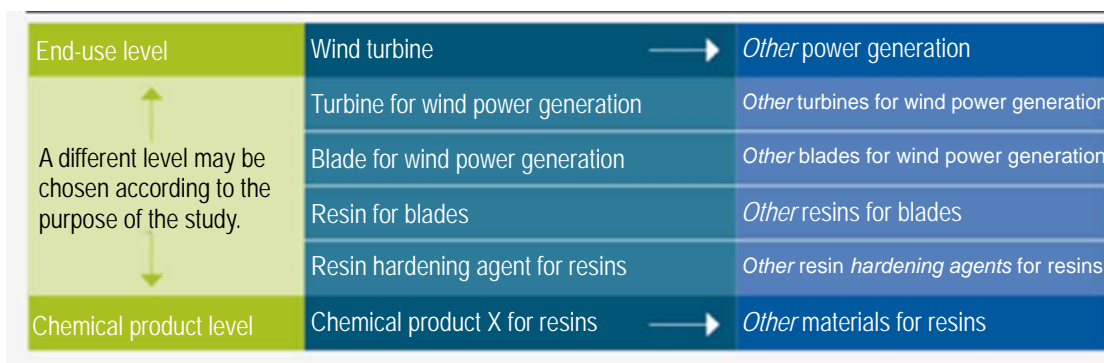 End-use level
Wind turbine
Other power generation
Turbine for wind power generation
Other turbines for wind power generation
A different level may be
chosen according to the
purpose of the study.
Blade for wind power generation
Other blades for wind power generation
Resin for blades
Other resins for blades
Resin hardening agent for resins
Other resin hardening agents for resins
Chemical product level
Chemical product X for resins
Other materials for resins